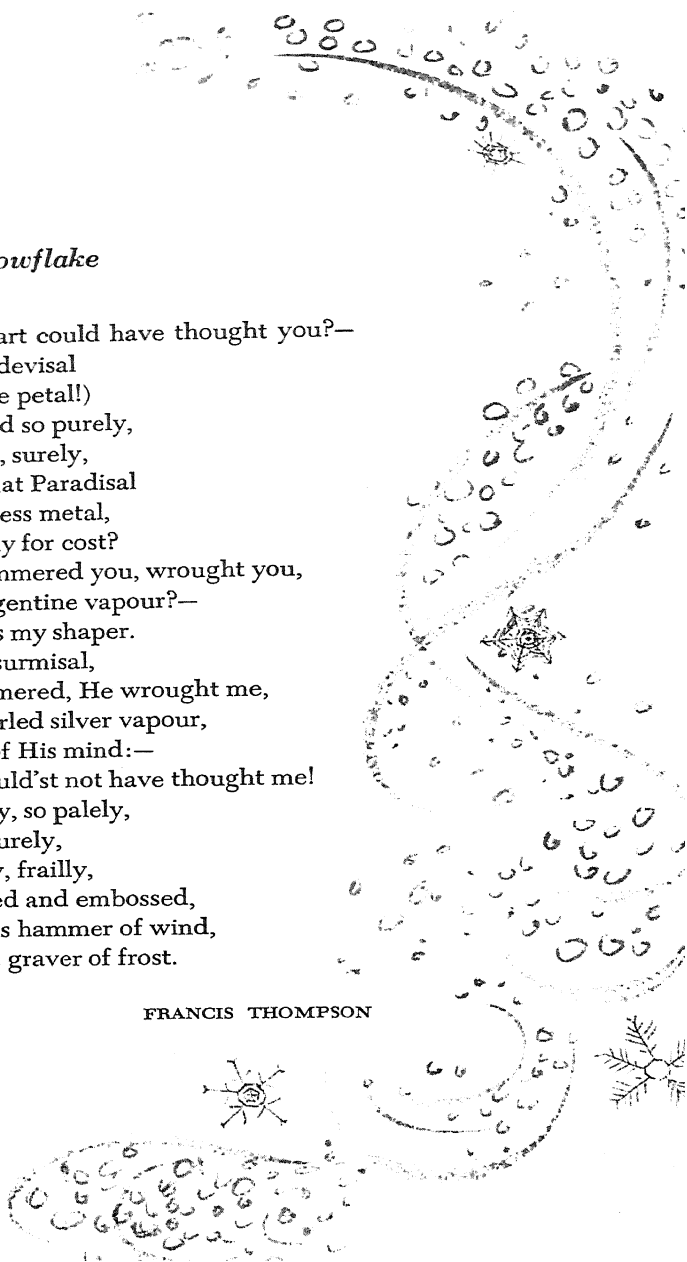 owflake
art could have thought you?—
devisal
e petal!)
d so purely,
, surely,
at Paradisal
ess metal,
y for cost?
mmered you, wrought you,
gentine vapour?—
s my shaper.
surmisal,
mered, He wrought me,
rled silver vapour,
f His mind:—
uld'st not have thought me!
y, so palely,
urely,
y, frailly,
ed and embossed,
s hammer of wind,
graver of frost.
FRANCIS THOMPSON